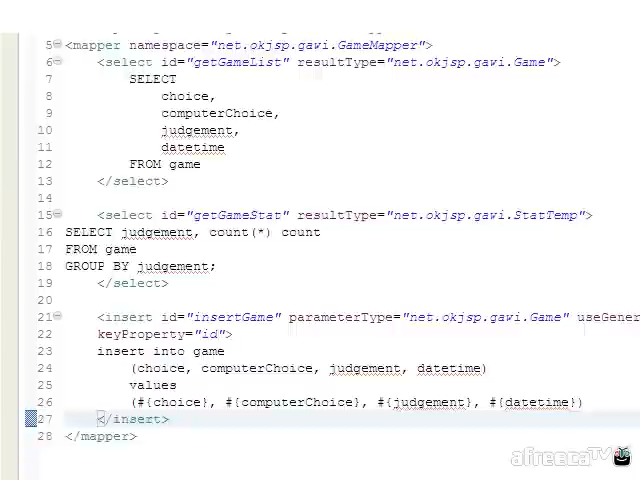 5 <mapper namespace="net.okjsp.gavi.GameMapper">
6 <select id="getGameList" resultType="net.okjsp.gavi.Game">
7 SELECT
8 choice,
9 computerChoice,
10 judgement,
11 datetime
12 FROM game
13 </select>
14
15 <select id="getGameStat" resultType="net.okjsp.gavi.StatTemp">
16 SELECT judgement, count(*) count
17 FROM game
18 GROUP BY judgement;
19 </select>
20
21 <insert id="insertGame" parameterType="net.okjsp.gavi.Game" useGener
22 keyProperty="id">
23 insert into game
24 (choice, computerChoice, judgement, datetime)
25 values
26 (#{choice}, #{computerChoice}, #{judgement}, #{datetime})
27 </insert>
28 </mapper>
afreecaTV